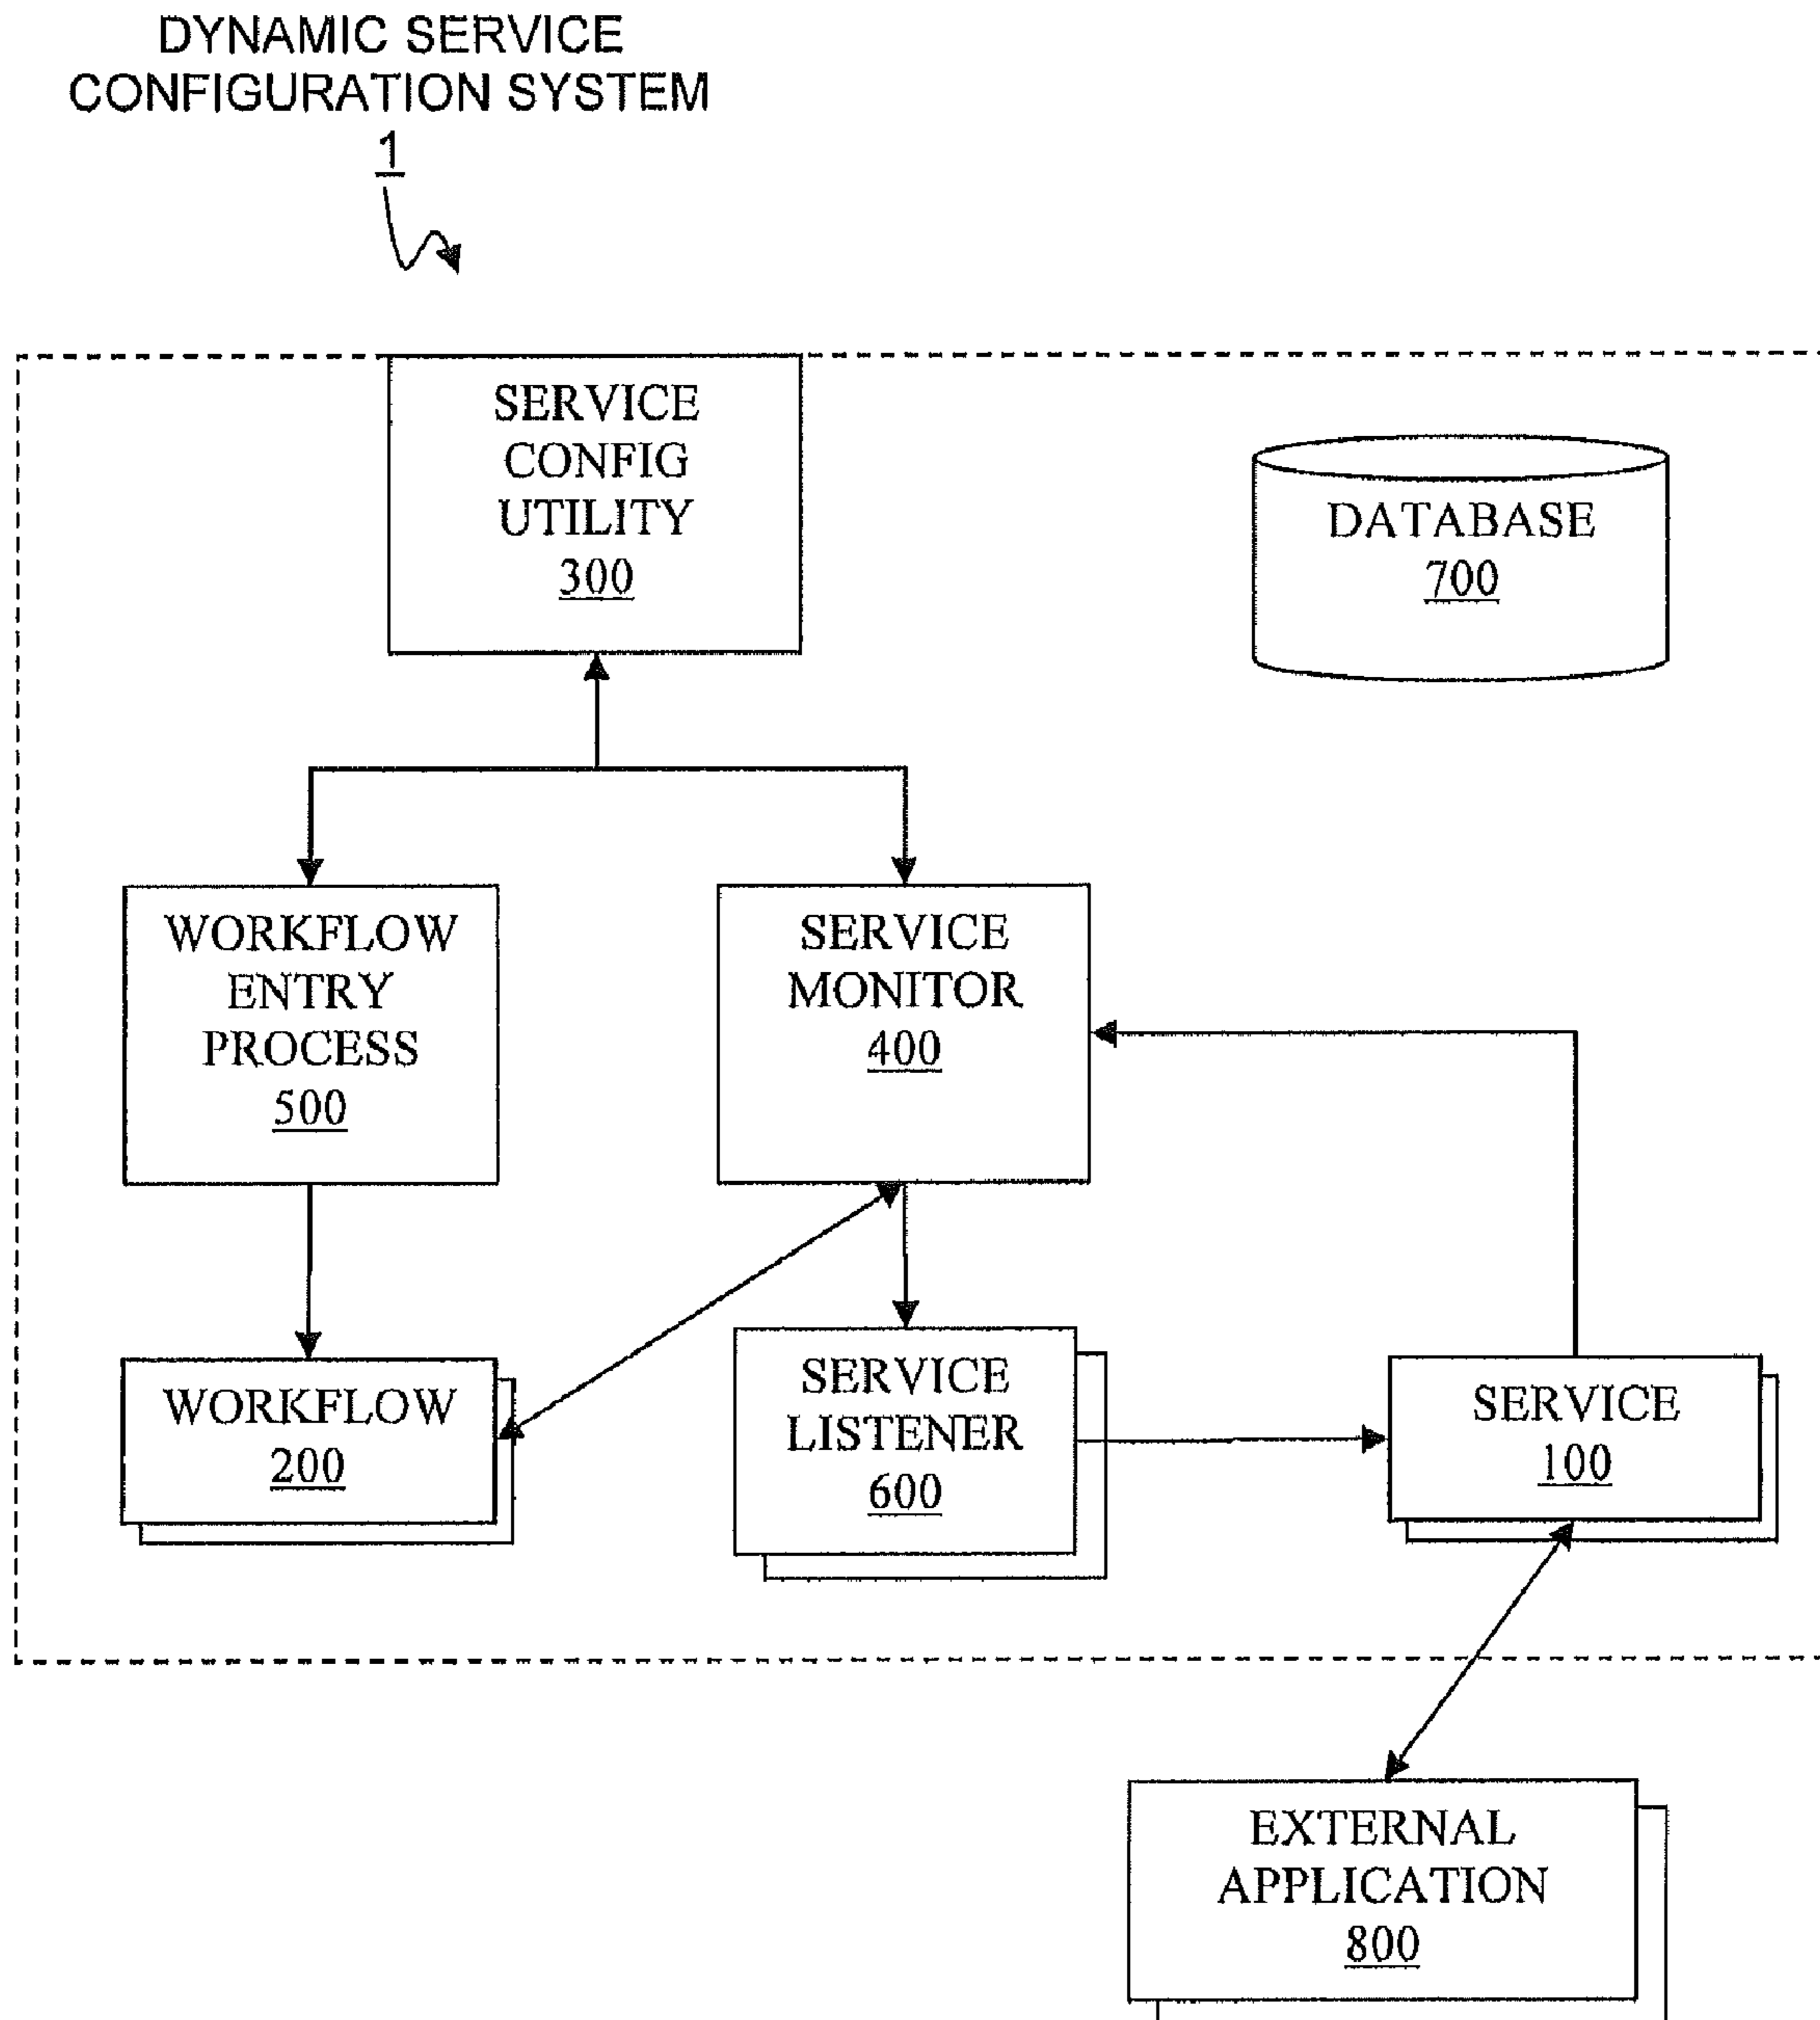 DYNAMIC SERVICE
CONFIGURATION SYSTEM
1
SERVICE
CONFIG
UTILITY
300
DATABASE
700
WORKFLOW
ENTRY
PROCESS
500
SERVICE
MONITOR
400
WORKFLOW
200
SERVICE
LISTENER
600
SERVICE
100
EXTERNAL
APPLICATION
800